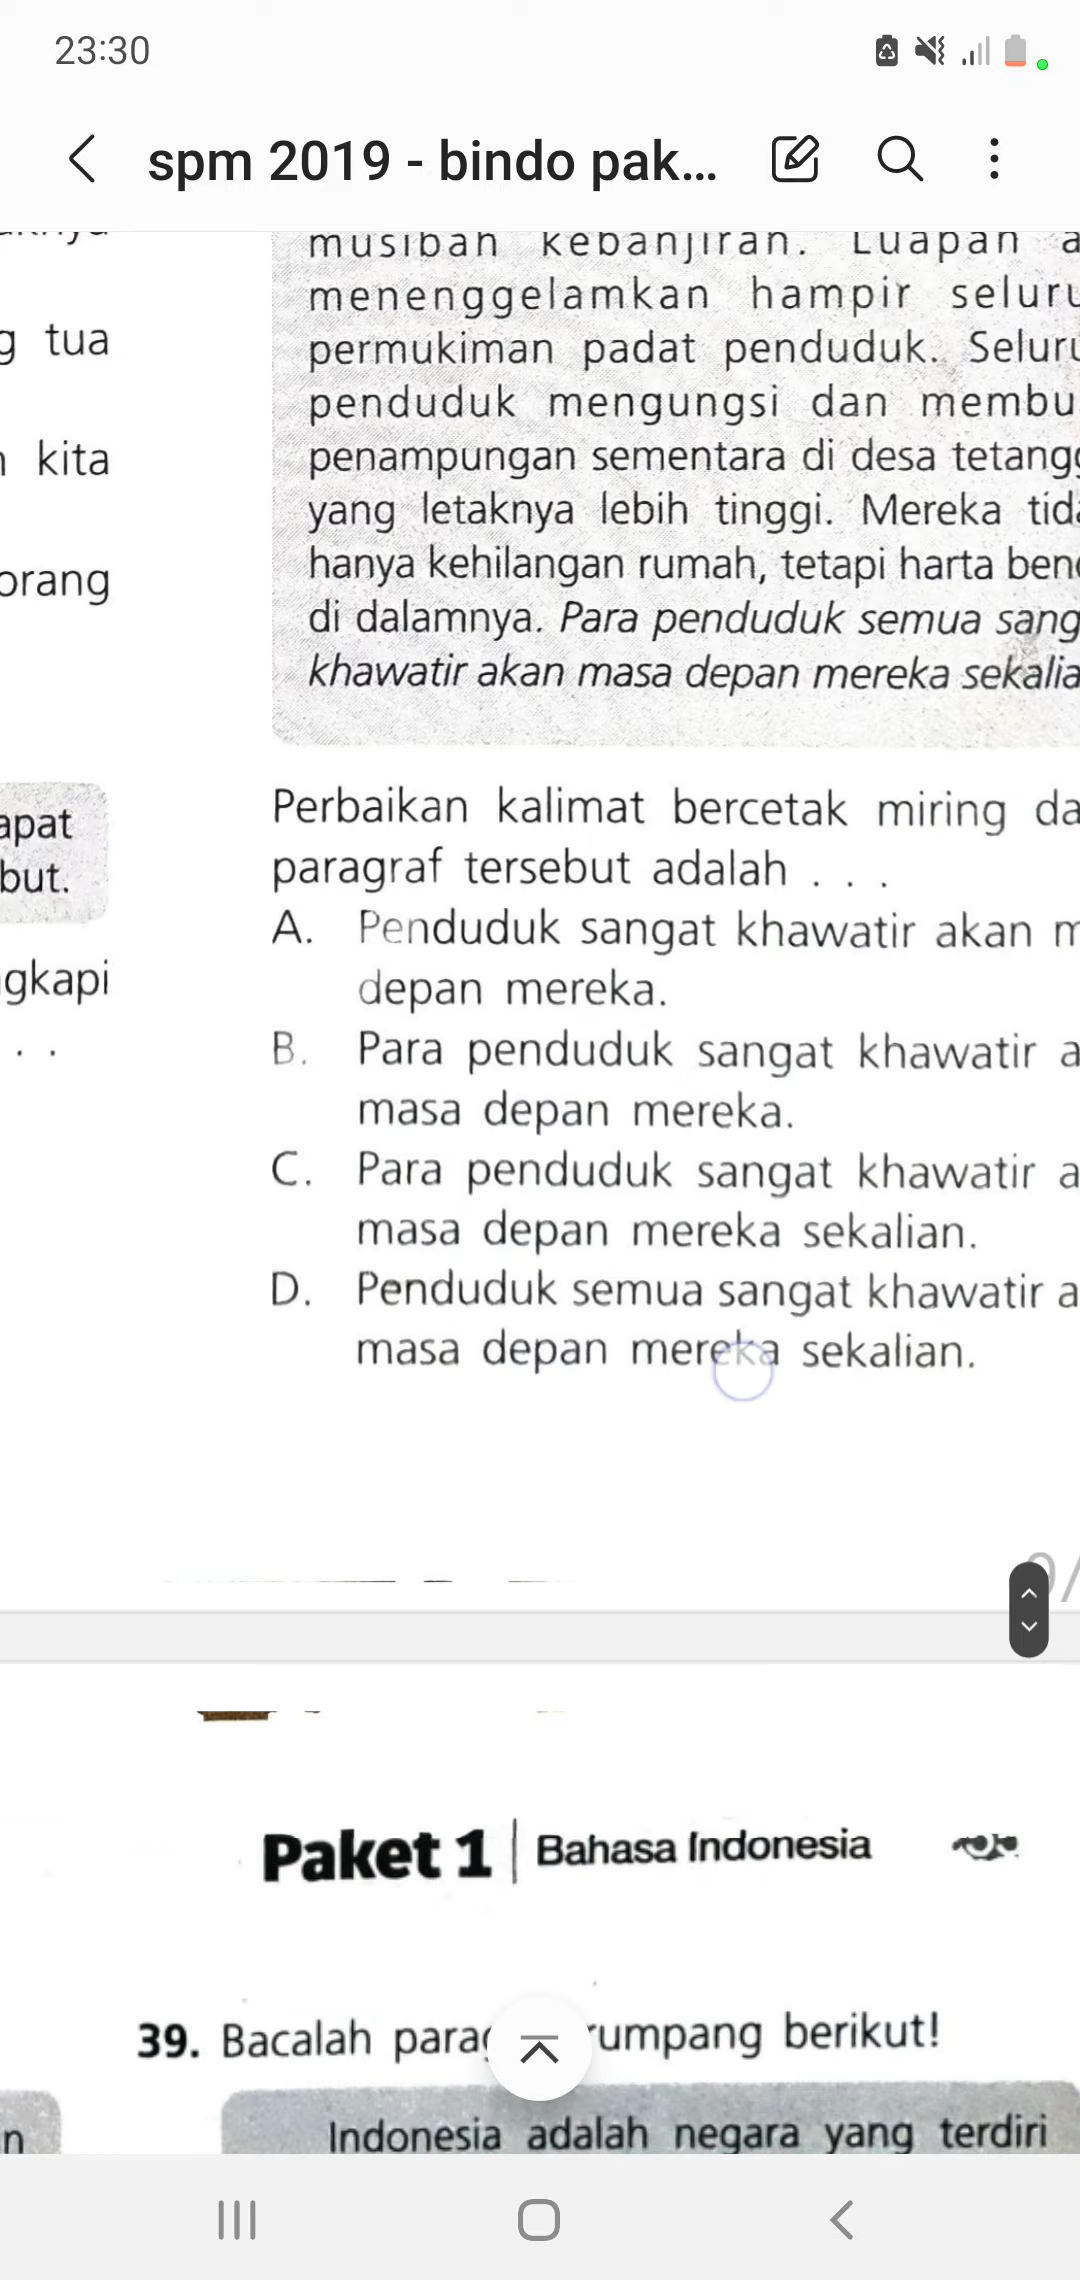 23:30
spm 2019 - bindo pak...
musibah kebanjiran. Luapan
menenggelamkan hampir
g tua
permukiman padat penduduk.
penduduk mengungsi dan
kita
penampungan sementara di desa
yang letaknya lebih tinggi. Mereka
orang
hanya kehilangan rumah, tetapi harta
di dalamnya. Para penduduk semua
khawatir akan masa depan mereka
Perbaikan kalimat bercetak miring
apat
paragraf tersebut adalah . . .
but.
A. Penduduk sangat khawatir akan
gkapi
depan mereka.
. .
B. Para penduduk sangat khawatir
masa depan mereka.
C. Para penduduk sangat khawatir
masa depan mereka sekalian.
D. Penduduk semua sangat khawatir
masa depan mereka sekalian.
Paket 1 | Bahasa Indonesia
39. Bacalah berikut!
Indonesia adalah negara yang terdiri